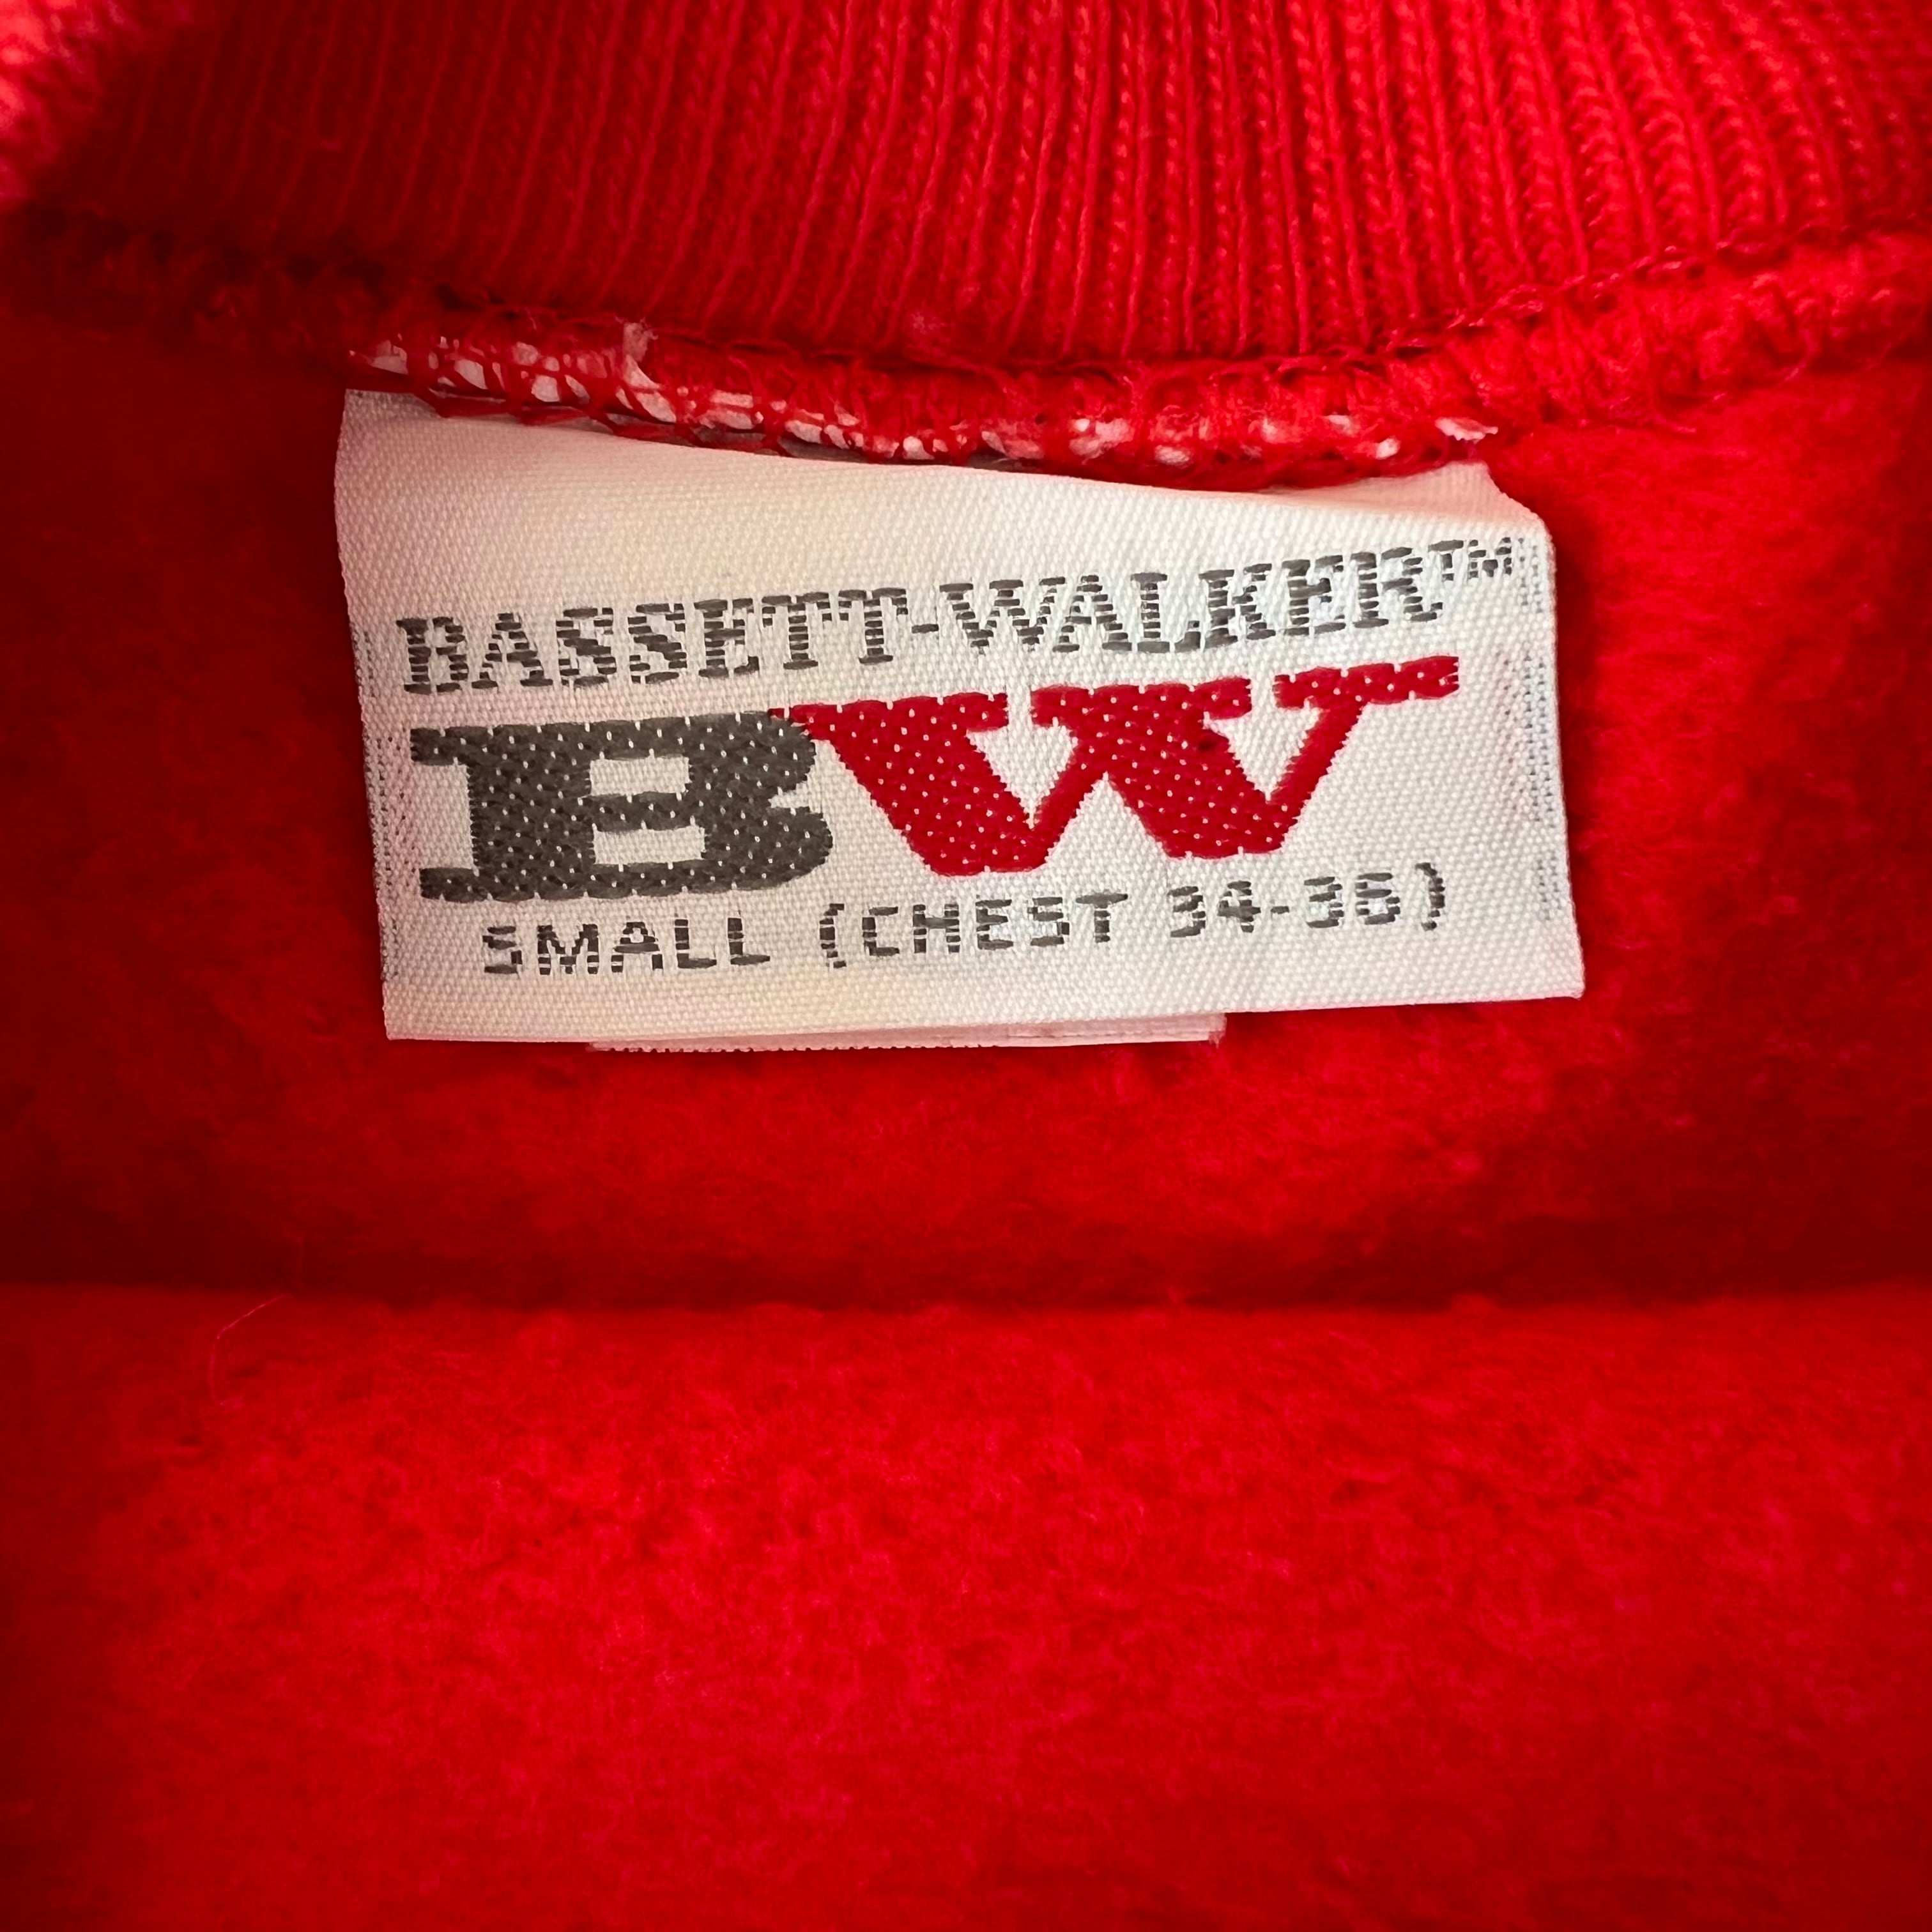 BASSETT-WALKER™
BW
SMALL (CHEST 34-36)